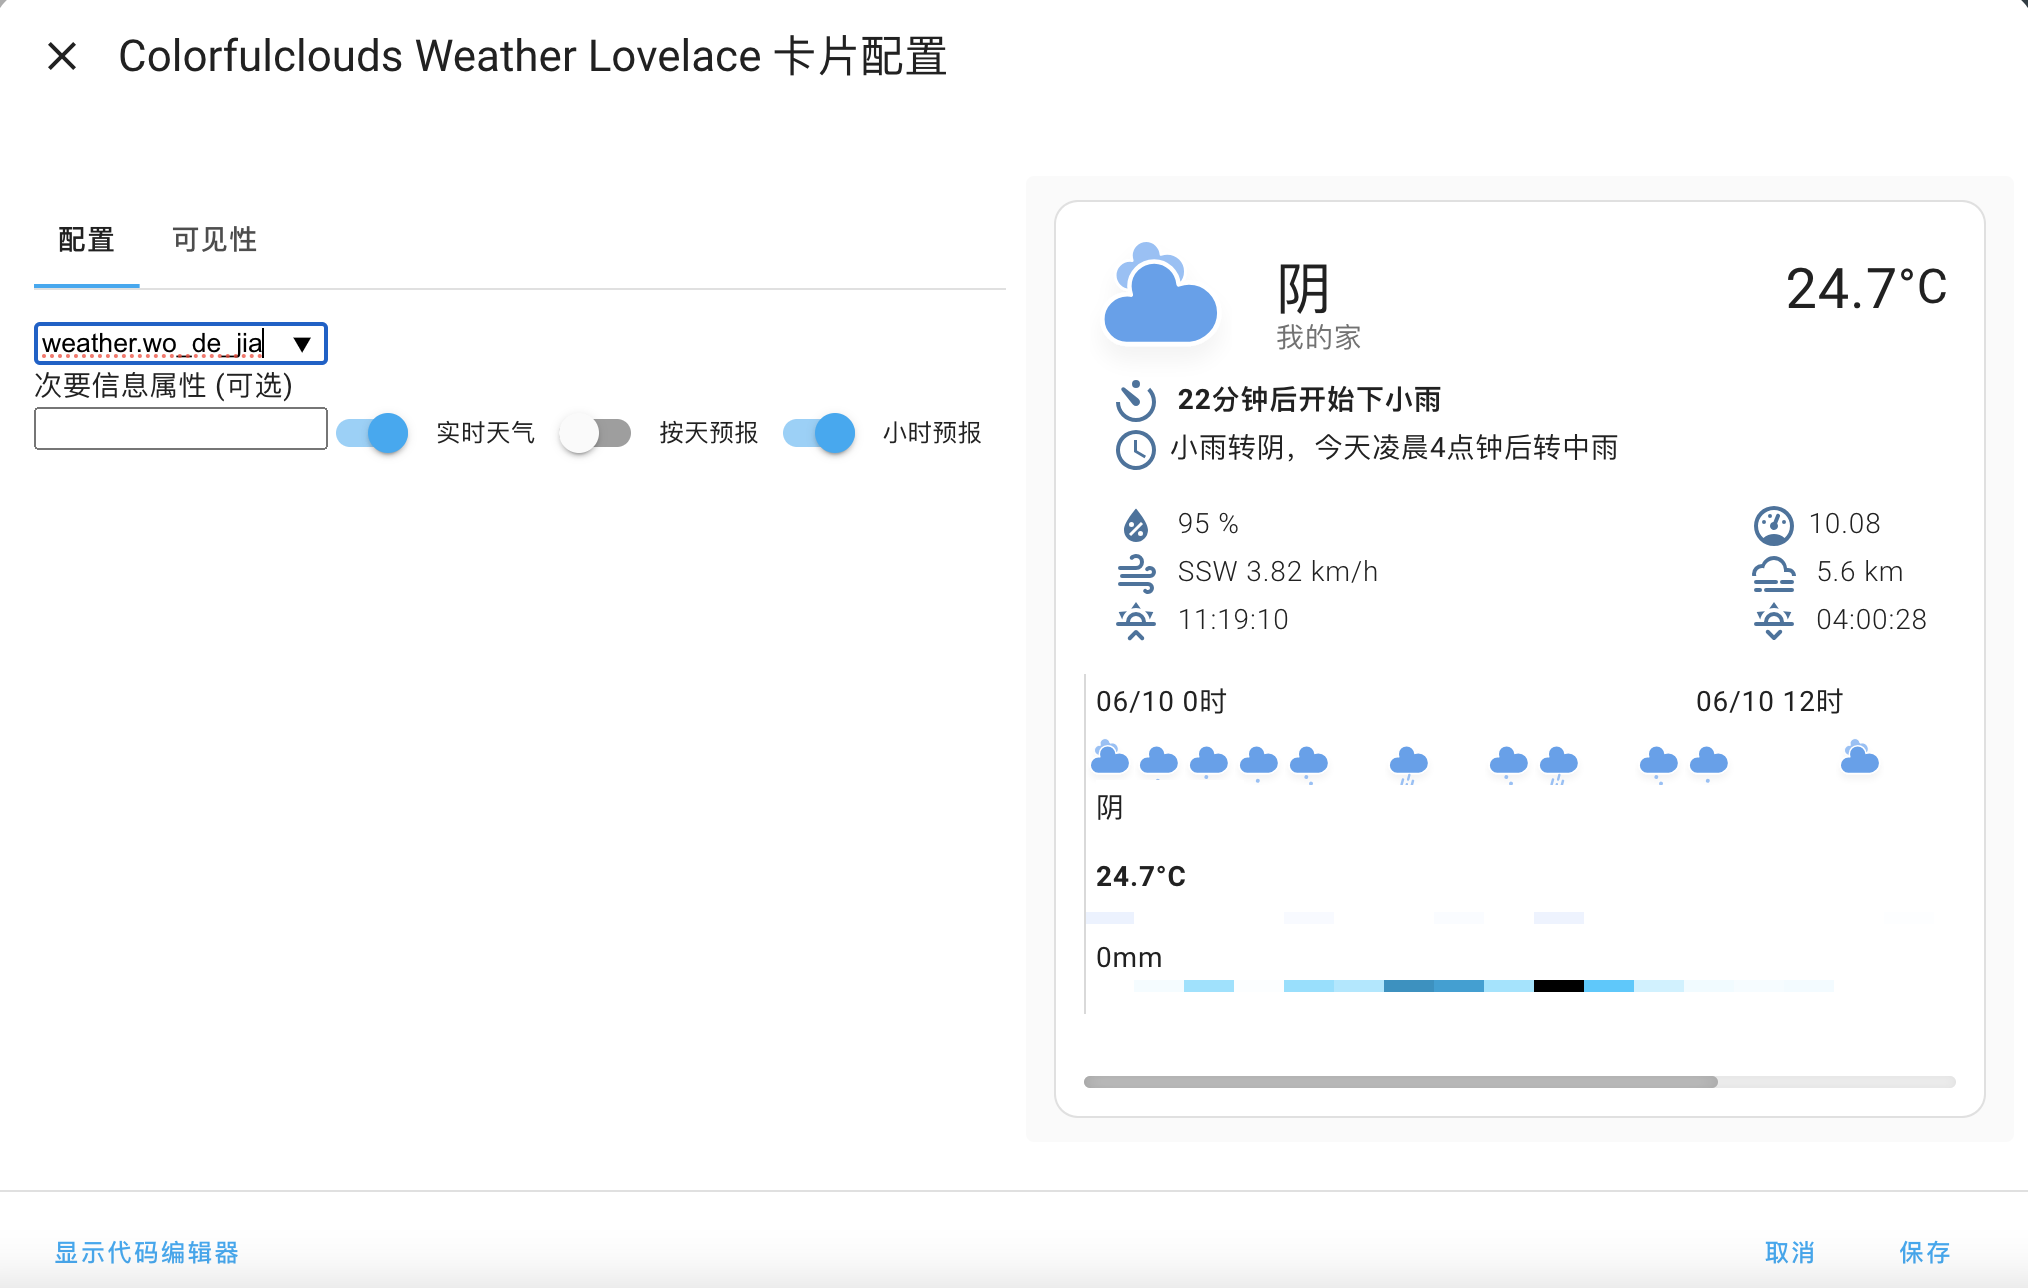 Colorfulclouds Weather Lovelace 卡片配置
配置 可见性
weather.wo_de_jia
次要信息属性 (可选)
实时天气 按天预报 小时预报
阴 24.7°C
我的家
22分钟后开始下小雨
小雨转阴，今天凌晨4点钟后转中雨
95 % 10.08
SSW 3.82 km/h 5.6 km
11:19:10 04:00:28
06/10 0时 06/10 12时
阴
24.7°C
0mm
显示代码编辑器 取消 保存